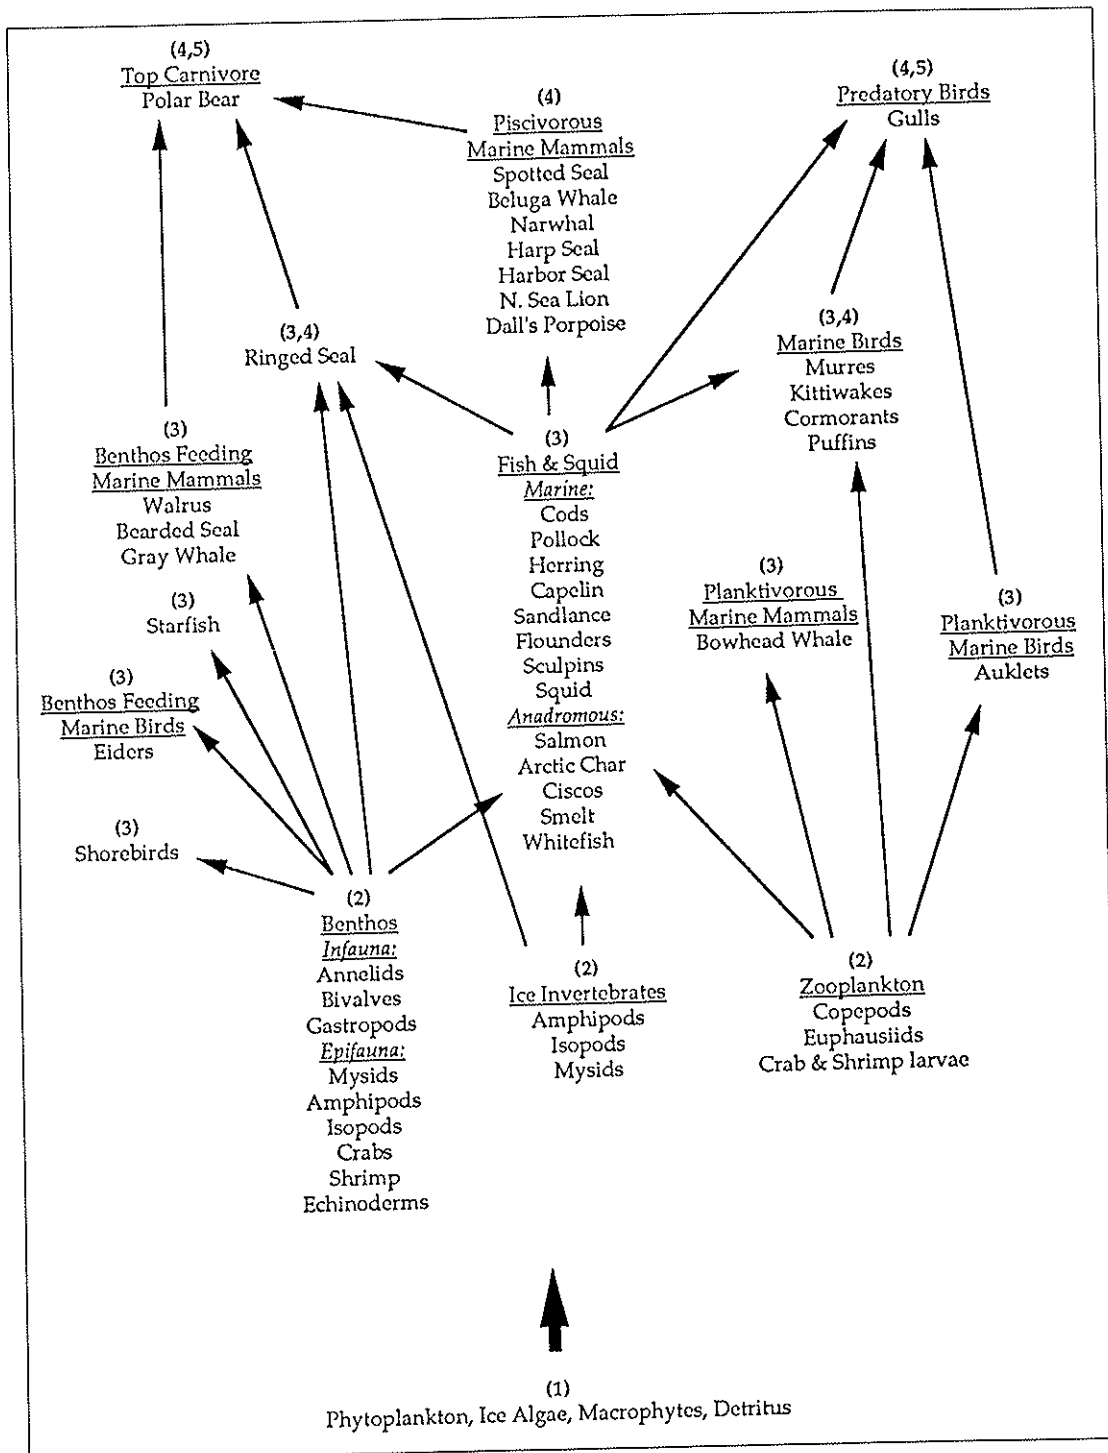 (4,5)
Top Carnivore
Polar Bear
(4)
Piscivorous
Marine Mammals
Spotted Seal
Beluga Whale
Narwhal
Harp Seal
Harbor Seal
N. Sea Lion
Dall's Porpoise
(4,5)
Predatory Birds
Gulls
(3,4)
Ringed Seal
(3,4)
Marine Birds
Murres
Kittiwakes
Cormorants
Puffins
(3)
Benthos Feeding
Marine Mammals
Walrus
Bearded Seal
Gray Whale
(3)
Fish & Squid
Marine:
Cods
Pollock
Herring
Capelin
Sandlance
Flounders
Sculpins
Squid
Anadromous:
Salmon
Arctic Char
Ciscos
Smelt
Whitefish
(3)
Planktivorous
Marine Mammals
Bowhead Whale
(3)
Planktivorous
Marine Birds
Auklets
(3)
Starfish
(3)
Benthos Feeding
Marine Birds
Eiders
(3)
Shorebirds
(2)
Benthos
Infauna:
Annelids
Bivalves
Gastropods
Epifauna:
Mysids
Amphipods
Isopods
Crabs
Shrimp
Echinoderms
(2)
Ice Invertebrates
Amphipods
Isopods
Mysids
(2)
Zooplankton
Copepods
Euphausiids
Crab & Shrimp larvae
(1)
Phytoplankton, Ice Algae, Macrophytes, Detritus